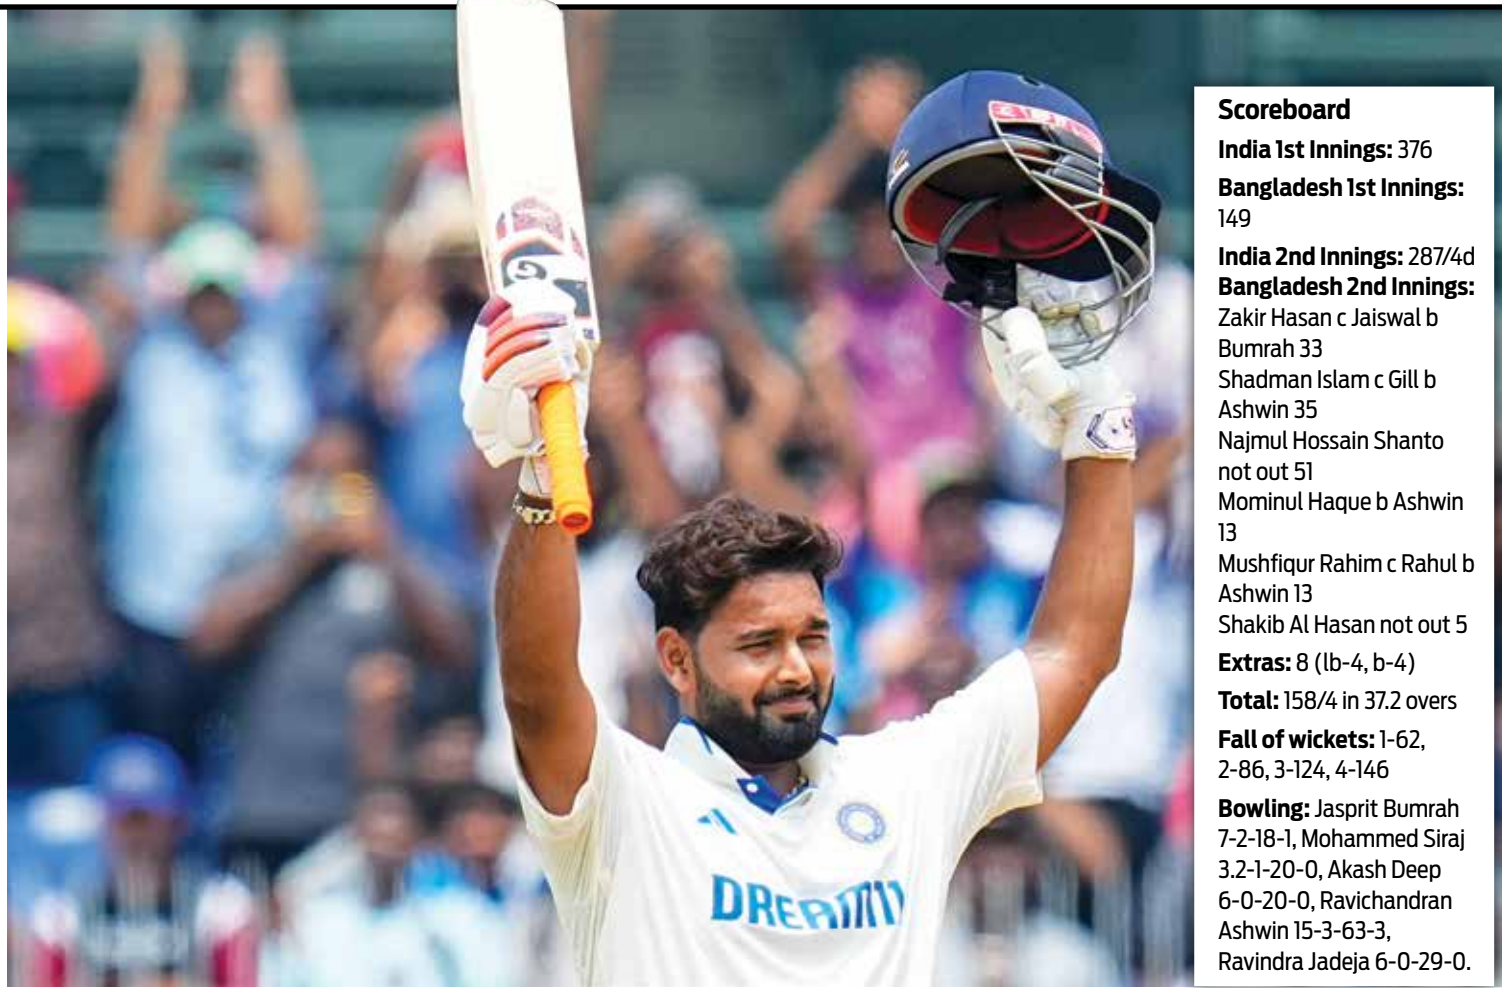 Scoreboard
India 1st Innings: 376
Bangladesh 1st Innings:
149
India 2nd Innings: 287/4d
Bangladesh 2nd Innings:
Zakir Hasan c Jaiswal b
Bumrah 33
Shadman Islam c Gill b
Ashwin 35
Najmul Hossain Shanto
not out 51
Mominul Haque b Ashwin
13
Mushfiqur Rahim c Rahul b
Ashwin 13
Shakib Al Hasan not out 5
Extras: 8 (lb-4, b-4)
Total: 158/4 in 37.2 overs
Fall of wickets: 1-62,
2-86, 3-124, 4-146
Bowling: Jasprit Bumrah
7-2-18-1, Mohammed Siraj
3.2-1-20-0, Akash Deep
6-0-20-0, Ravichandran
Ashwin 15-3-63-3,
Ravindra Jadeja 6-0-29-0.
DREAM11